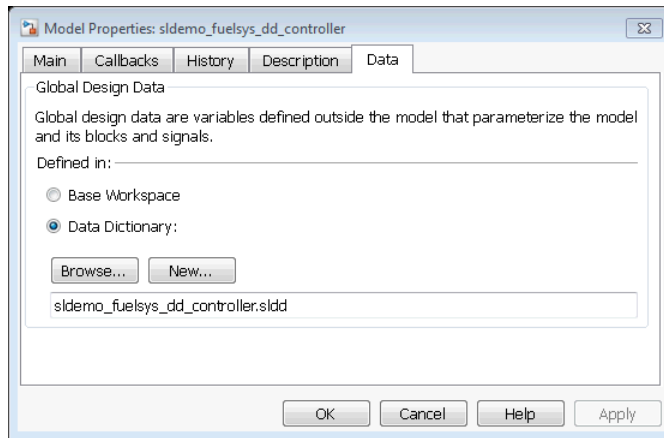 Model Properties: sldemo_fuelsys_dd_controller
Main Callbacks History Description Data
Global Design Data
Global design data are variables defined outside the model that parameterize the model
and its blocks and signals.
Defined in:
Base Workspace
Data Dictionary:
Browse... New...
sldemo_fuelsys_dd_controller.sldd
OK Cancel Help Apply